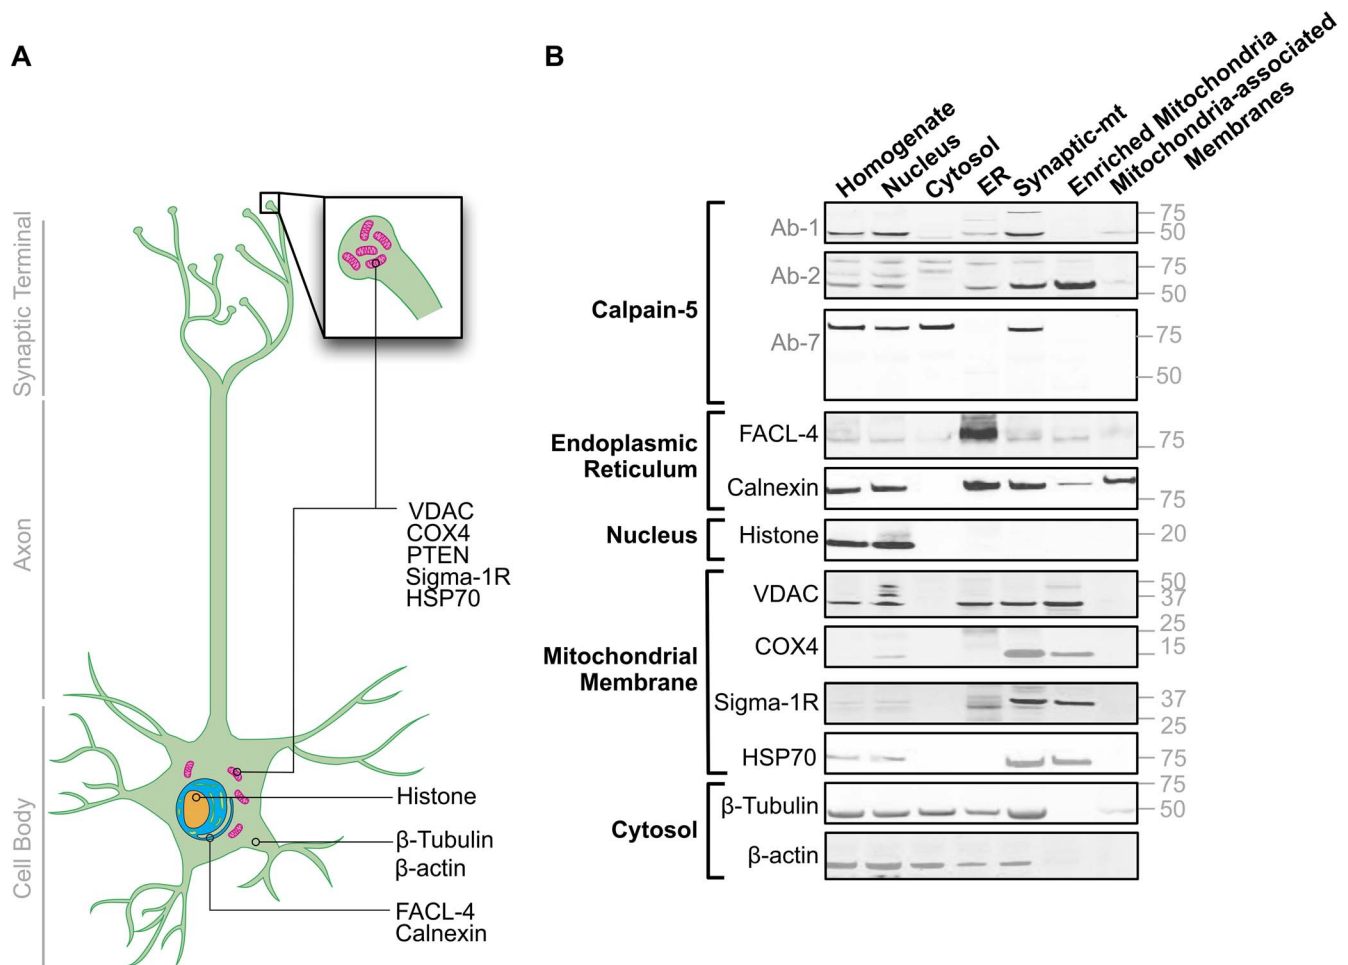 A
Synaptic Terminal
Axon
Cell Body
VDAC
COX4
PTEN
Sigma-1R
HSP70
Histone
β-Tubulin
β-actin
FACL-4
Calnexin
B
Homogenate
Nucleus
Cytosol
ER
Synaptic-mt
Enriched Mitochondria
Mitochondria-associated
Membranes
Calpain-5
Ab-1
75
50
Ab-2
75
50
Ab-7
75
50
Endoplasmic
Reticulum
FACL-4
75
Calnexin
75
Nucleus
Histone
20
Mitochondrial
Membrane
VDAC
50
37
25
COX4
15
Sigma-1R
37
25
HSP70
75
Cytosol
β-Tubulin
75
50
β-actin